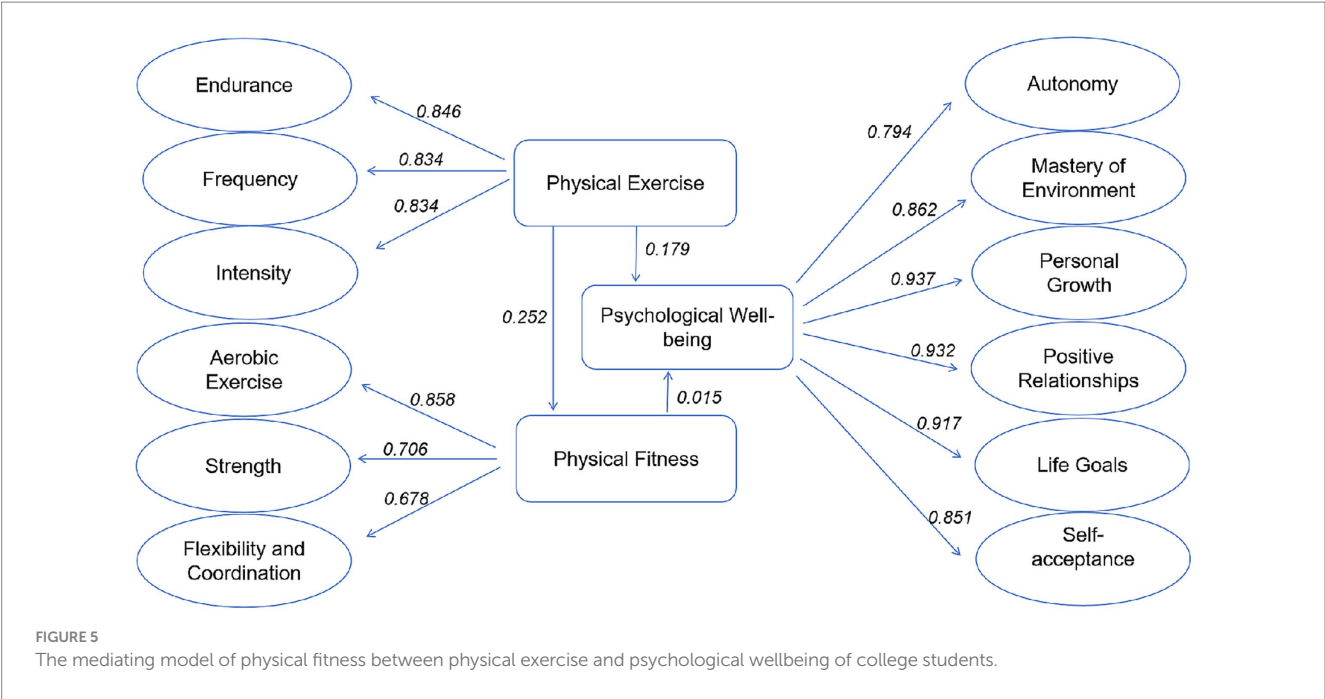 Endurance
Frequency
Intensity
Aerobic
Exercise
Strength
Flexibility and
Coordination
0.846
0.834
0.834
0.858
0.706
0.678
Physical Exercise
0.179
0.252
Psychological Well-
being
0.015
Physical Fitness
0.794
0.862
0.937
0.932
0.917
0.851
Autonomy
Mastery of
Environment
Personal
Growth
Positive
Relationships
Life Goals
Self-
acceptance
FIGURE 5
The mediating model of physical fitness between physical exercise and psychological wellbeing of college students.